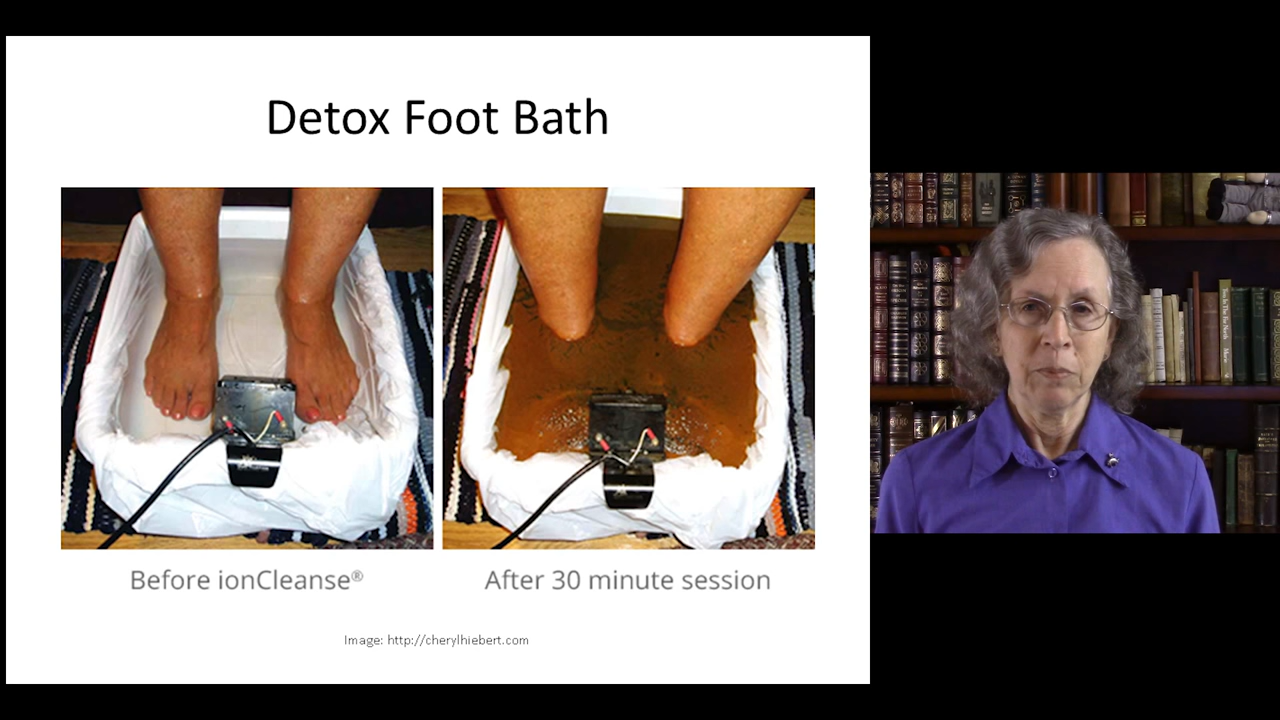 Detox Foot Bath
Before ionCleanse®
After 30 minute session
Image: http://cherylhiebert.com